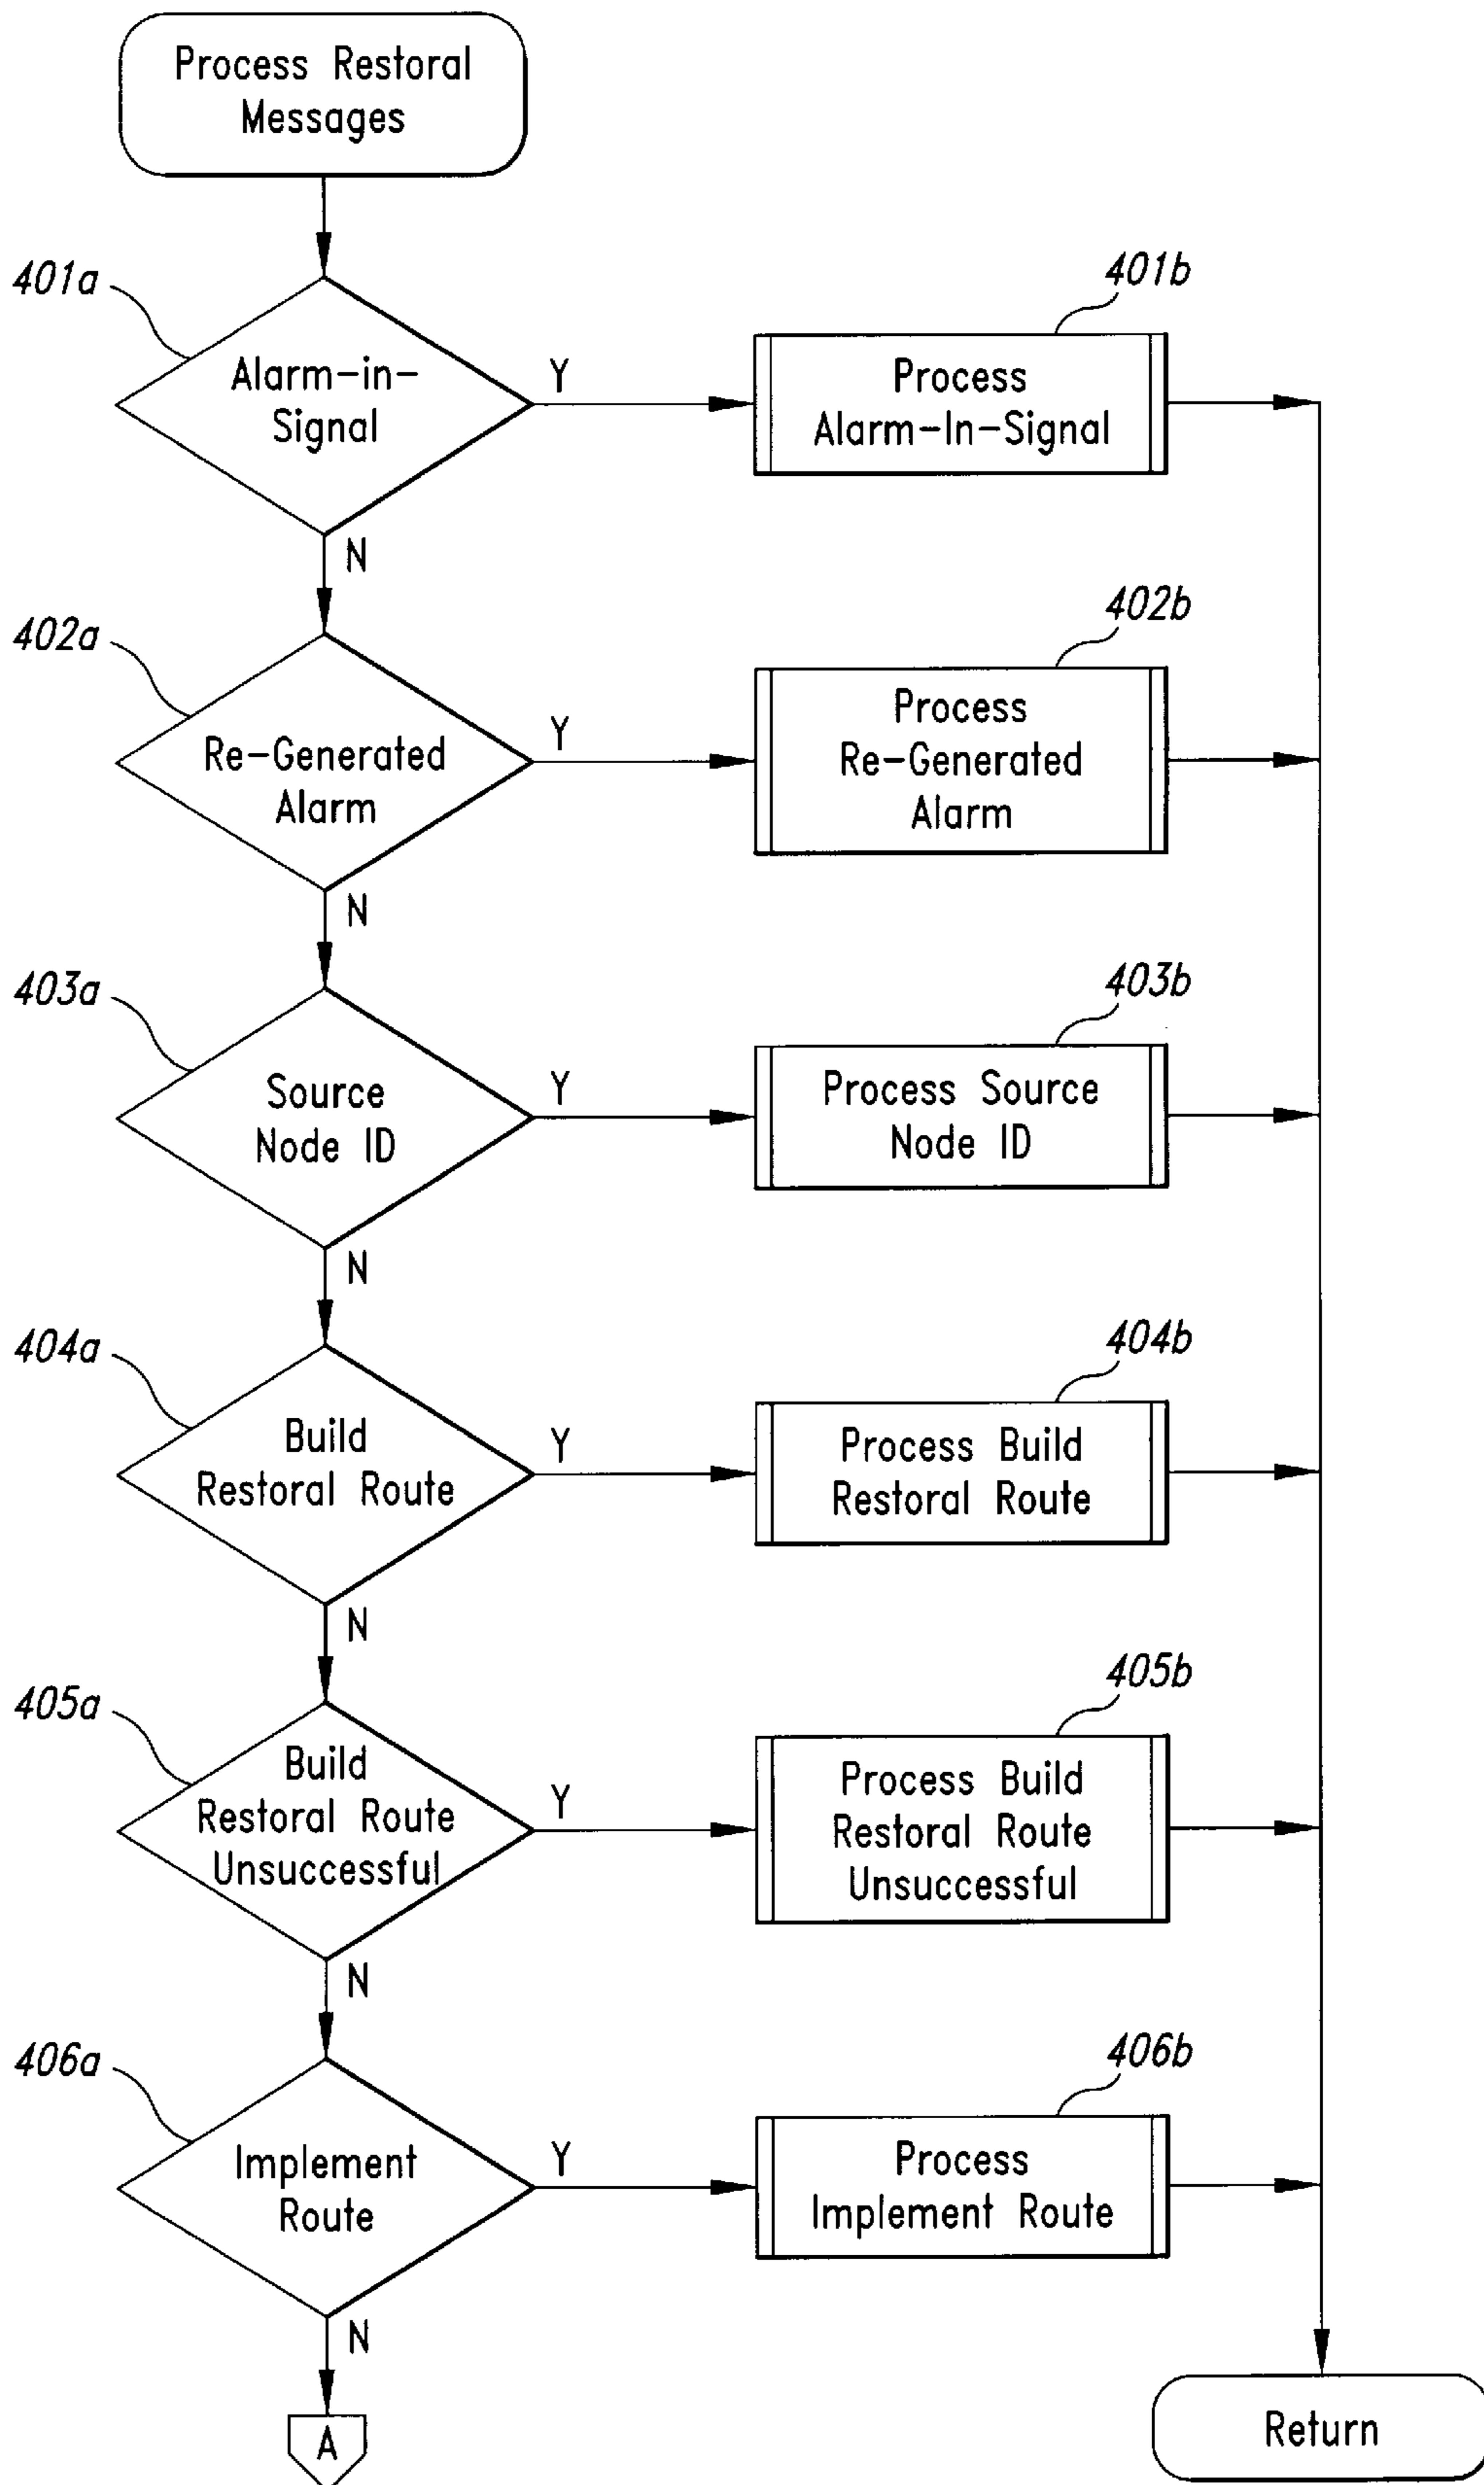 Process Restoral
Messages
401a
Alarm-in-
Signal
Y
401b
Process
Alarm-In-Signal
N
402a
Re-Generated
Alarm
Y
402b
Process
Re-Generated
Alarm
N
403a
Source
Node ID
Y
403b
Process Source
Node ID
N
404a
Build
Restoral Route
Y
404b
Process Build
Restoral Route
N
405a
Build
Restoral Route
Unsuccessful
Y
405b
Process Build
Restoral Route
Unsuccessful
N
406a
Implement
Route
Y
406b
Process
Implement Route
N
A
Return